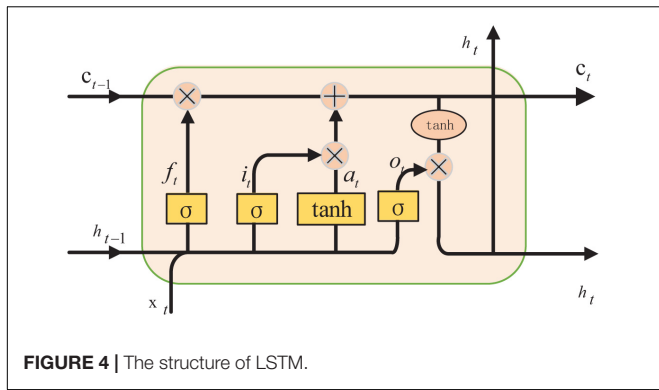 h_t
c_{t-1}
c_t
tanh
f_t
i_t
a_t
o_t
σ
σ
tanh
σ
h_{t-1}
x_t
h_t
FIGURE 4 | The structure of LSTM.